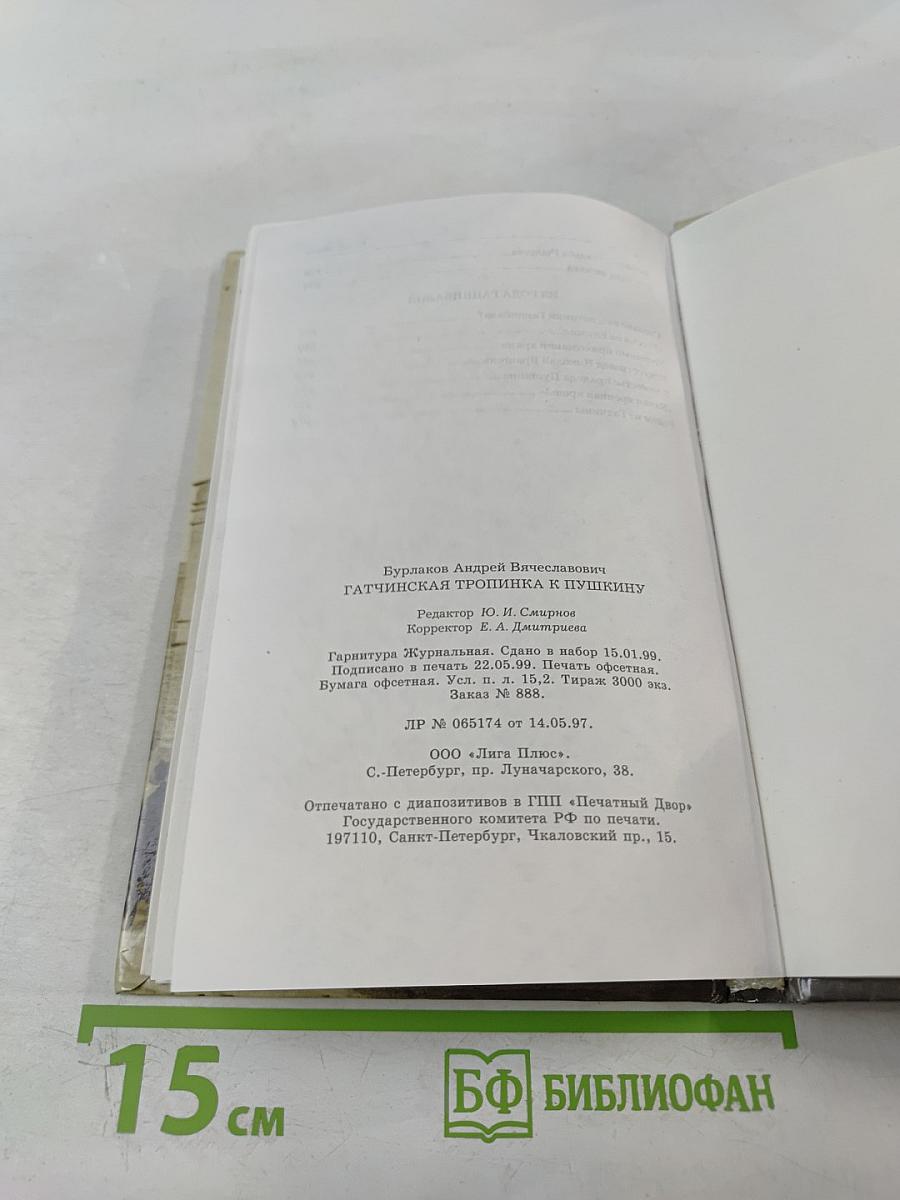 Бурлаков Андрей Вячеславович
ГАТЧИНСКАЯ ТРОПИНКА К ПУШКИНУ
Редактор Ю. И. Смирнов
Корректор Е. А. Дмитриева
Гарнитура Журнальная. Сдано в набор 15.01.99.
Подписано в печать 22.05.99. Печать офсетная.
Бумага офсетная. Усл. п. л. 15,2. Тираж 3000 экз.
Заказ № 888.
ЛР № 065174 от 14.05.97.
ООО «Лига Плюс».
С.-Петербург, пр. Луначарского, 38.
Отпечатано с диапозитивов в ГПП «Печатный Двор»
Государственного комитета РФ по печати.
197110, Санкт-Петербург, Чкаловский пр., 15.
15 см
БФ БИБЛИОФАН